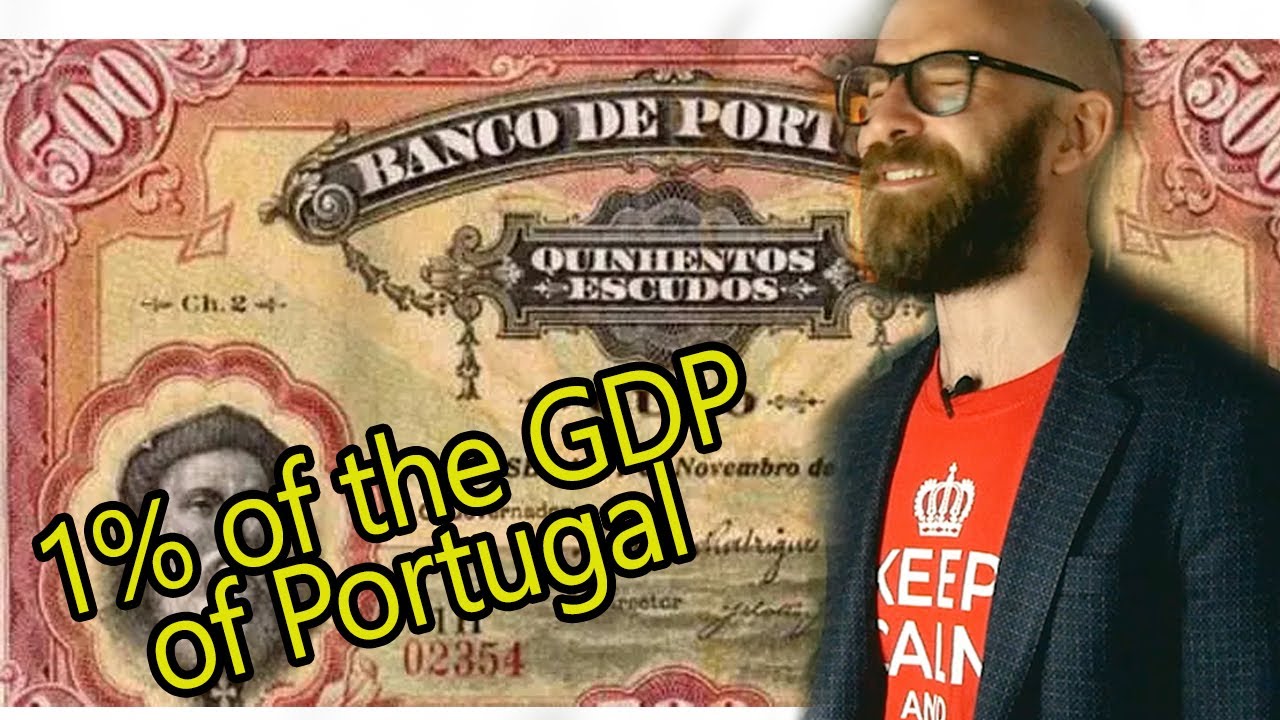 500
500
BANCO DE PORT
QUINHENTOS
ESCUDOS
Ch. 2
Novembro de
1% of the GDP
of Portugal
02354
KEEP
CALM
AND